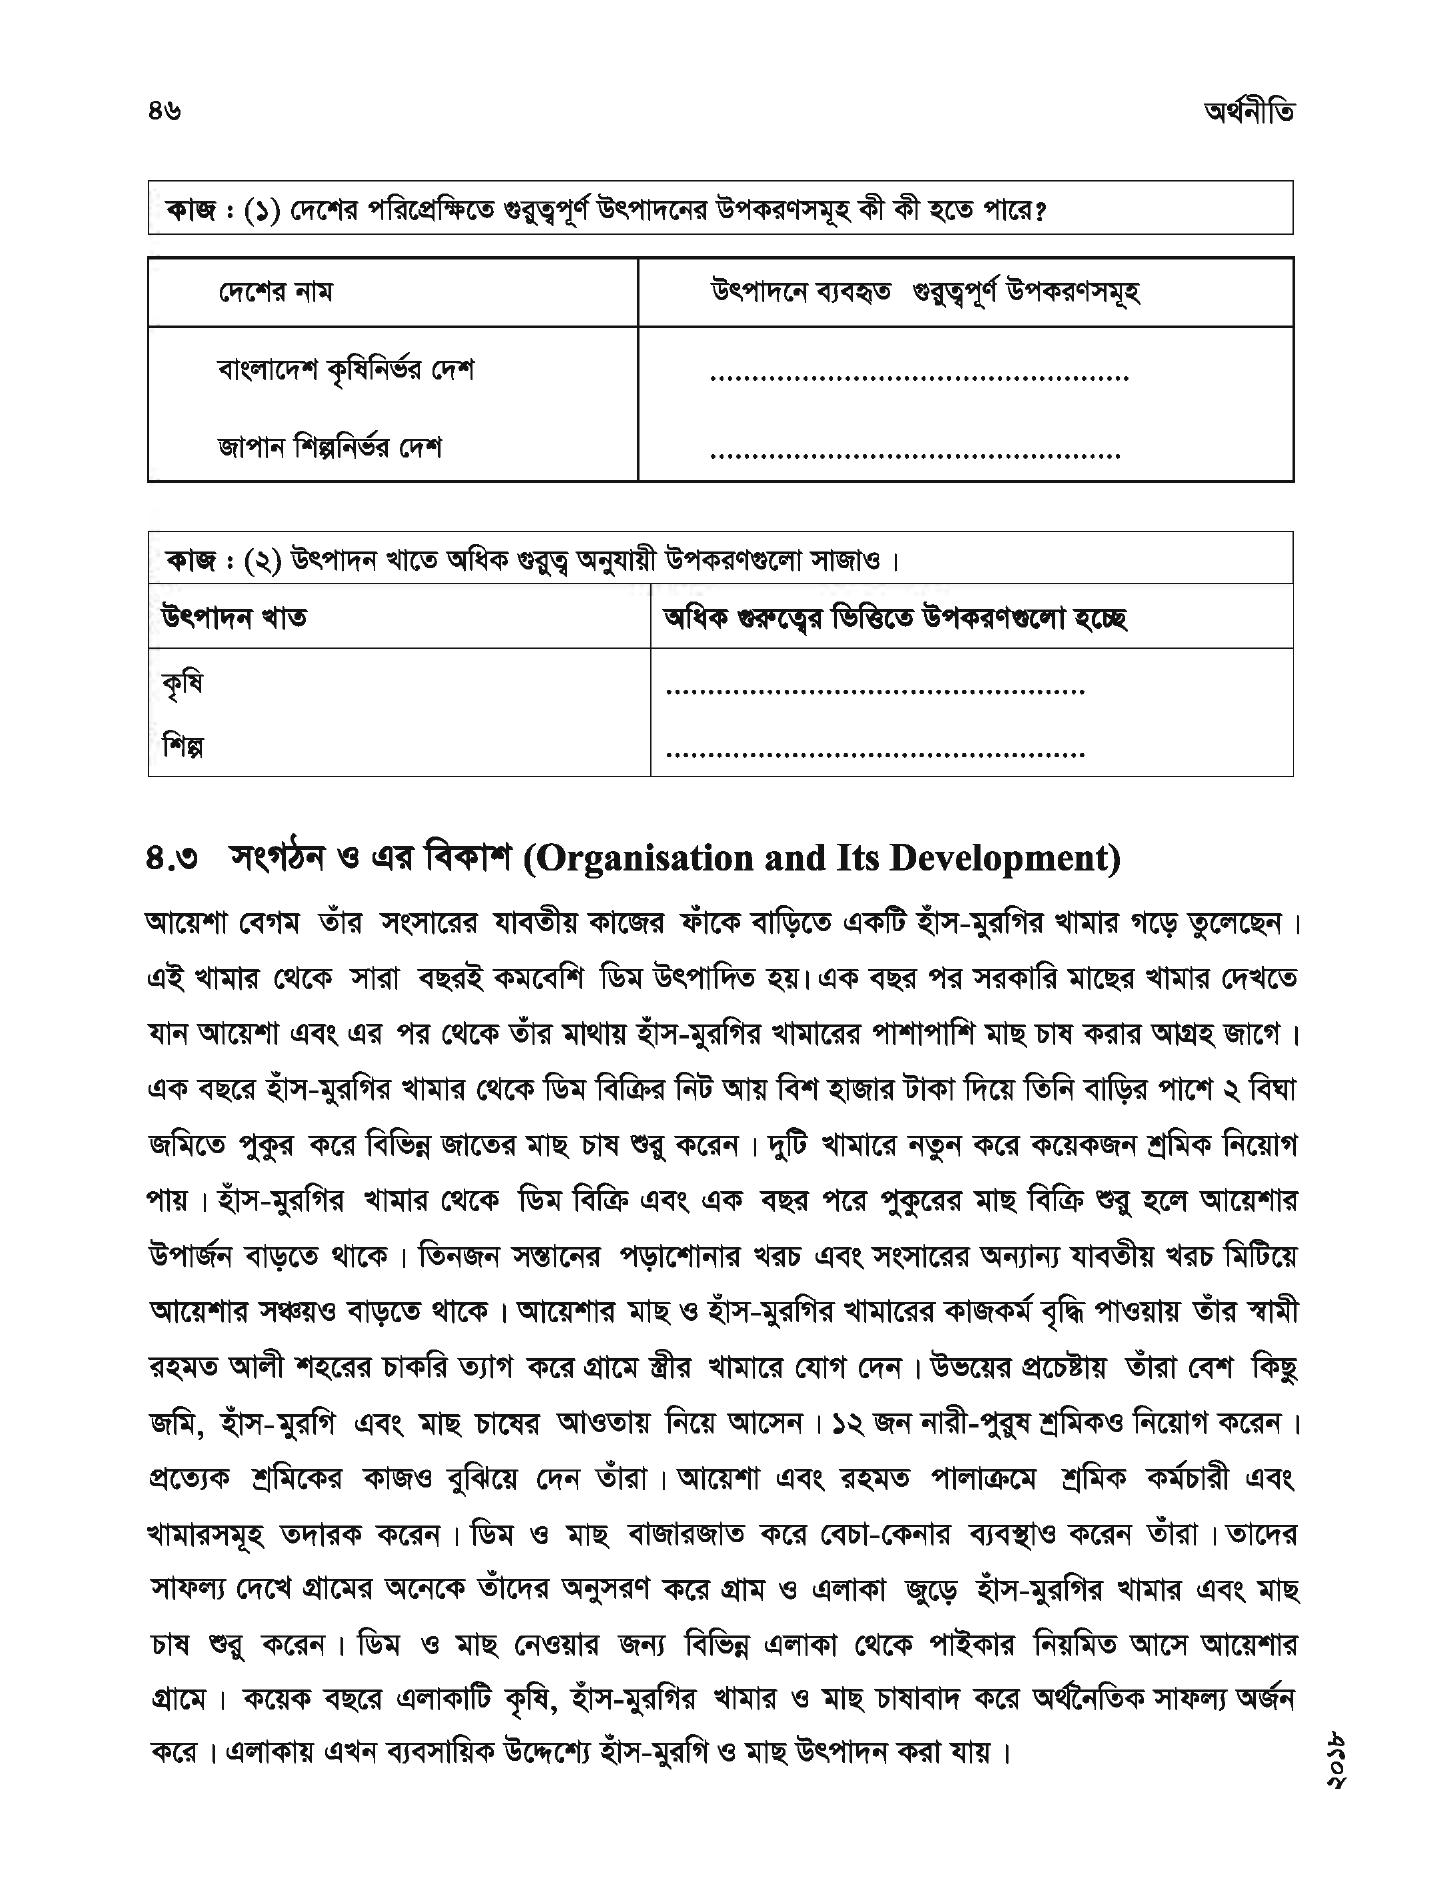 ৪৬
অর্থনীতি
কাজ : (১) দেশের পরিপ্রেক্ষিতে গুরুত্বপূর্ণ উৎপাদনের উপকরণসমূহ কী কী হতে পারে?
দেশের নাম
উৎপাদনে ব্যবহৃত গুরুত্বপূর্ণ উপকরণসমূহ
বাংলাদেশ কৃষিনির্ভর দেশ
..................................................
জাপান শিল্পনির্ভর দেশ
.................................................
কাজ : (২) উৎপাদন খাতে অধিক গুরুত্ব অনুযায়ী উপকরণগুলো সাজাও ।
উৎপাদন খাত
অধিক গুরুত্বের ভিত্তিতে উপকরণগুলো হচ্ছে
কৃষি
..................................................
শিল্প
..................................................
৪.৩ সংগঠন ও এর বিকাশ (Organisation and Its Development)
আয়েশা বেগম তাঁর সংসারের যাবতীয় কাজের ফাঁকে বাড়িতে একটি হাঁস-মুরগির খামার গড়ে তুলেছেন ।
এই খামার থেকে সারা বছরই কমবেশি ডিম উৎপাদিত হয়। এক বছর পর সরকারি মাছের খামার দেখতে
যান আয়েশা এবং এর পর থেকে তাঁর মাথায় হাঁস-মুরগির খামারের পাশাপাশি মাছ চাষ করার আগ্রহ জাগে ।
এক বছরে হাঁস-মুরগির খামার থেকে ডিম বিক্রির নিট আয় বিশ হাজার টাকা দিয়ে তিনি বাড়ির পাশে ২ বিঘা
জমিতে পুকুর করে বিভিন্ন জাতের মাছ চাষ শুরু করেন । দুটি খামারে নতুন করে কয়েকজন শ্রমিক নিয়োগ
পায় । হাঁস-মুরগির খামার থেকে ডিম বিক্রি এবং এক বছর পরে পুকুরের মাছ বিক্রি শুরু হলে আয়েশার
উপার্জন বাড়তে থাকে । তিনজন সন্তানের পড়াশোনার খরচ এবং সংসারের অন্যান্য যাবতীয় খরচ মিটিয়ে
আয়েশার সঞ্চয়ও বাড়তে থাকে । আয়েশার মাছ ও হাঁস-মুরগির খামারের কাজকর্ম বৃদ্ধি পাওয়ায় তাঁর স্বামী
রহমত আলী শহরের চাকরি ত্যাগ করে গ্রামে স্ত্রীর খামারে যোগ দেন । উভয়ের প্রচেষ্টায় তাঁরা বেশ কিছু
জমি, হাঁস-মুরগি এবং মাছ চাষের আওতায় নিয়ে আসেন । ১২ জন নারী-পুরুষ শ্রমিকও নিয়োগ করেন ।
প্রত্যেক শ্রমিকের কাজও বুঝিয়ে দেন তাঁরা । আয়েশা এবং রহমত পালাক্রমে শ্রমিক কর্মচারী এবং
খামারসমূহ তদারক করেন । ডিম ও মাছ বাজারজাত করে বেচা-কেনার ব্যবস্থাও করেন তাঁরা । তাদের
সাফল্য দেখে গ্রামের অনেকে তাঁদের অনুসরণ করে গ্রাম ও এলাকা জুড়ে হাঁস-মুরগির খামার এবং মাছ
চাষ শুরু করেন । ডিম ও মাছ নেওয়ার জন্য বিভিন্ন এলাকা থেকে পাইকার নিয়মিত আসে আয়েশার
গ্রামে । কয়েক বছরে এলাকাটি কৃষি, হাঁস-মুরগির খামার ও মাছ চাষাবাদ করে অর্থনৈতিক সাফল্য অর্জন
করে । এলাকায় এখন ব্যবসায়িক উদ্দেশ্যে হাঁস-মুরগি ও মাছ উৎপাদন করা যায় ।
২০১৮